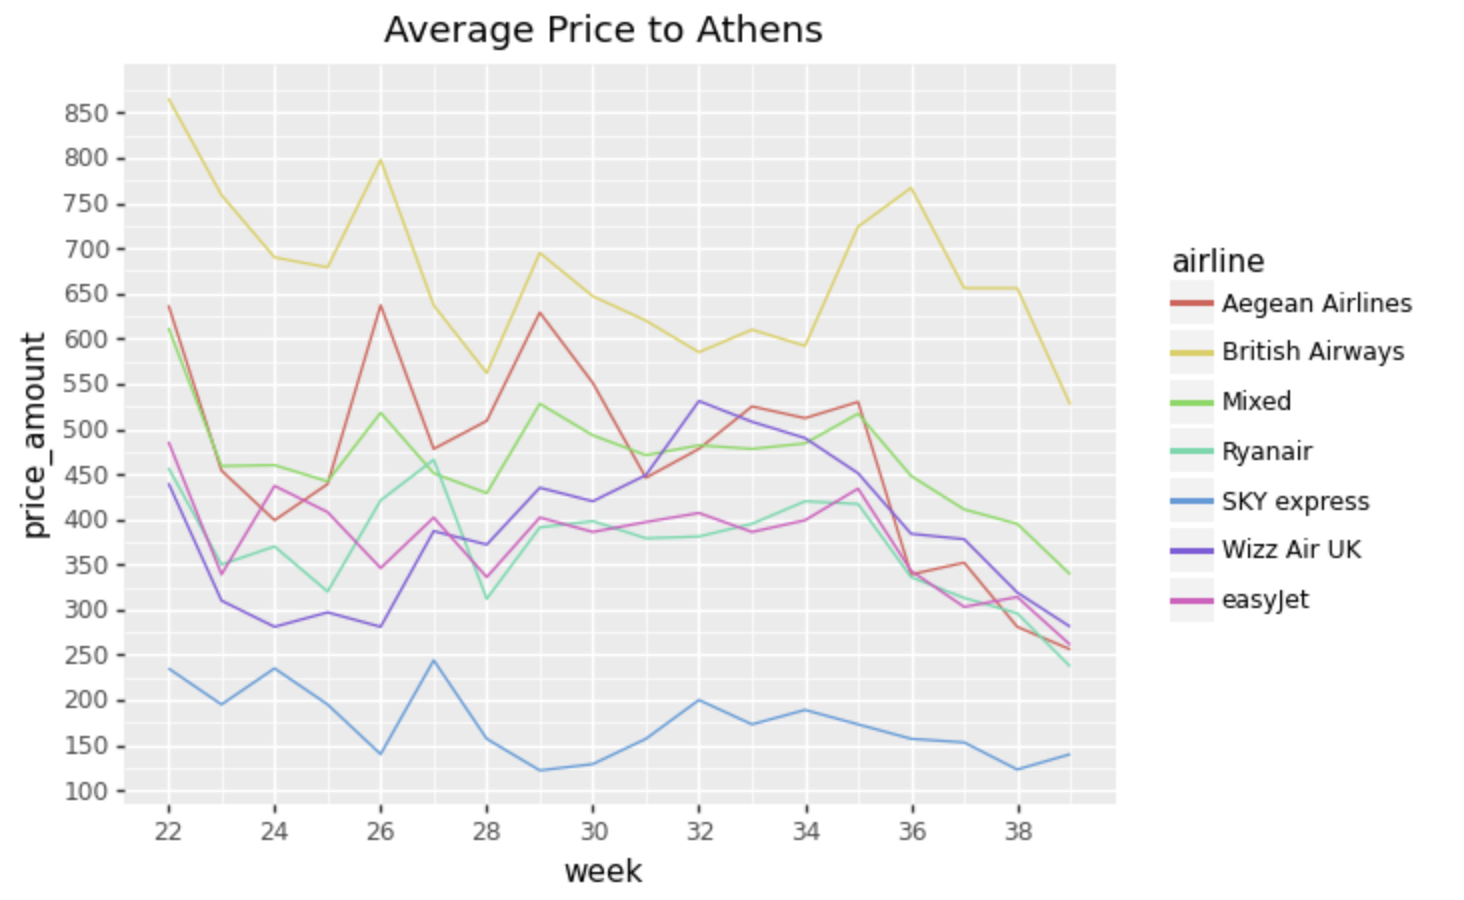 Average Price to Athens
price_amount
850
800
750
700
650
600
550
500
450
400
350
300
250
200
150
100
22 24 26 28 30 32 34 36 38
week
airline
Aegean Airlines
British Airways
Mixed
Ryanair
SKY express
Wizz Air UK
easyJet